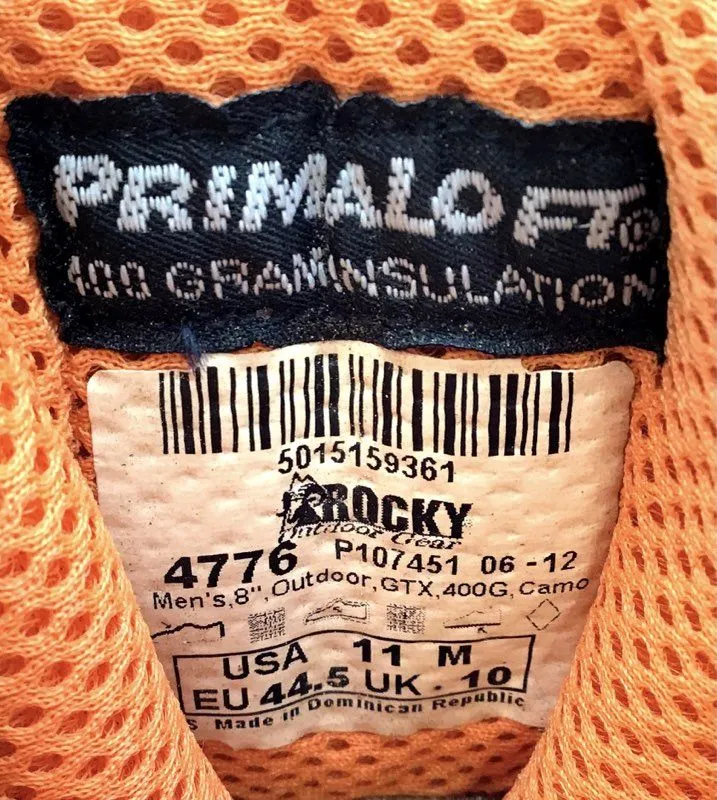 PRIMALOFT®
400 GRAM INSULATION
5015159361
ROCKY
Outdoor Gear
4776 P107451 06-12
Men's,8",Outdoor,GTX,400G,Camo
USA 11 M
EU 44.5 UK . 10
S Made in Dominican Republic